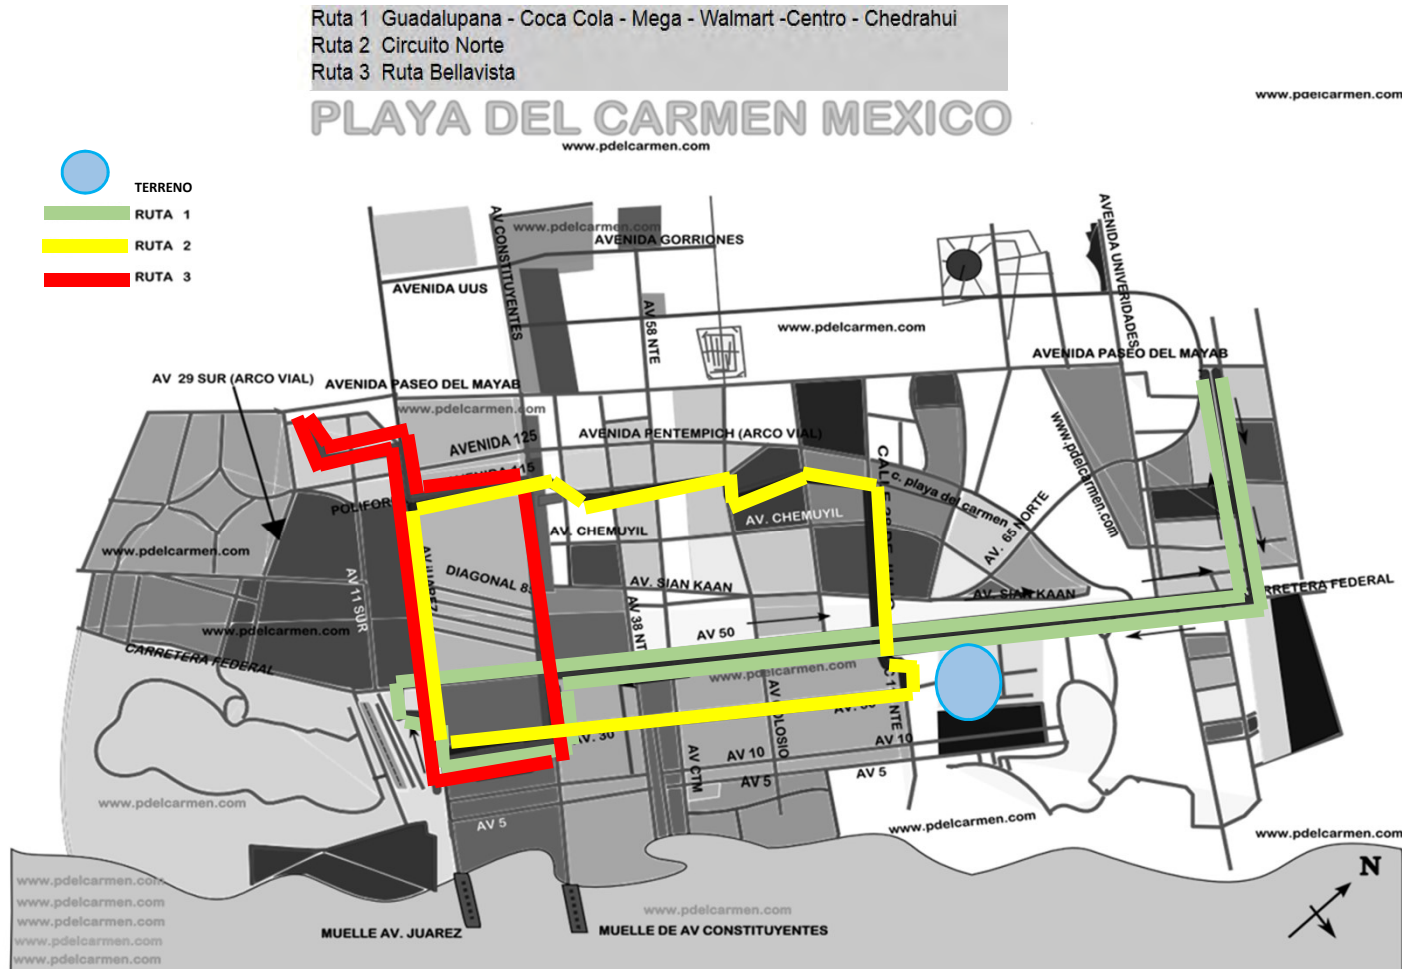 Ruta 1 Guadalupana - Coca Cola - Mega - Walmart -Centro - Chedrahui
Ruta 2 Circuito Norte
Ruta 3 Ruta Bellavista
www.pdelcarmen.com
PLAYA DEL CARMEN MEXICO
www.pdelcarmen.com
TERRENO
RUTA 1
RUTA 2
RUTA 3
AV CONSTITUYENTES
www.pdelcarmen.com
AVENIDA GORRIONES
AVENIDA UNIVERIDADES
AVENIDA UUS
AV 58 NTE
www.pdelcarmen.com
AVENIDA PASEO DEL MAYAB
AV 29 SUR (ARCO VIAL)
AVENIDA PASEO DEL MAYAB
www.pdelcarmen.com
AVENIDA 125
AVENIDA PENTEMPICH (ARCO VIAL)
www.pdelcarmen.com
c. playa del carmen
AV. CHEMUYIL
AV. CHEMUYIL
AV. 65 NORTE
www.pdelcarmen.com
AV JUAREZ
AV 11 SUR
DIAGONAL
AV. SIAN KAAN
AV. SIAN KAAN
FEDERAL
AV 38
AV 50
www.pdelcarmen.com
CARRETERA FEDERAL
www.pdelcarmen.com
AV. 30
AV 10
AV 10
AV CTM
AV 5
AV 5
www.pdelcarmen.com
AV 5
www.pdelcarmen.com
www.pdelcarmen.com
N
www.pdelcarmen.com
www.pdelcarmen.com
www.pdelcarmen.com
www.pdelcarmen.com
www.pdelcarmen.com
www.pdelcarmen.com
MUELLE AV. JUAREZ
MUELLE DE AV CONSTITUYENTES